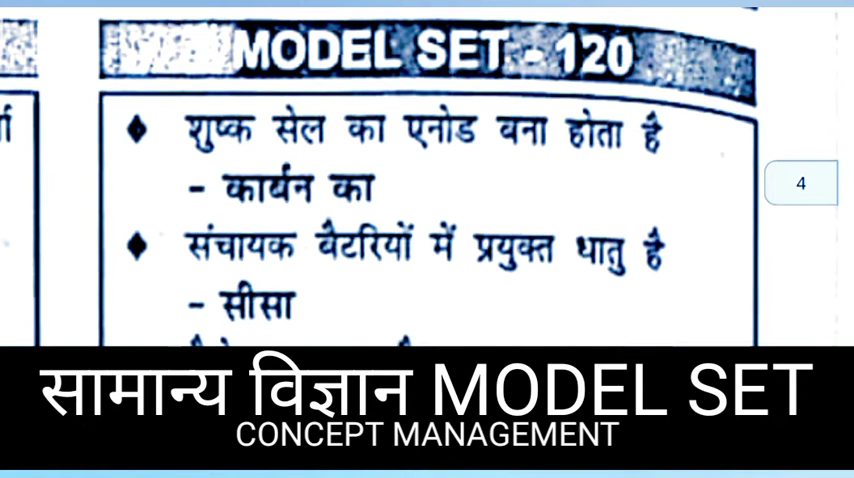 MODEL SET - 120
♦ शुष्क सेल का एनोड बना होता है
- कार्बन का
♦ संचायक बैटरियों में प्रयुक्त धातु है
- सीसा
4
सामान्य विज्ञान MODEL SET
CONCEPT MANAGEMENT